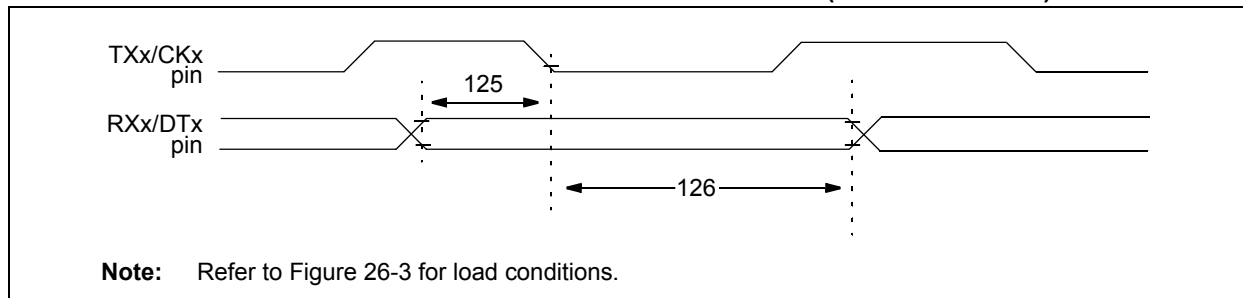 TXx/CKx
pin
125
RXx/DTx
pin
126
Note: Refer to Figure 26-3 for load conditions.